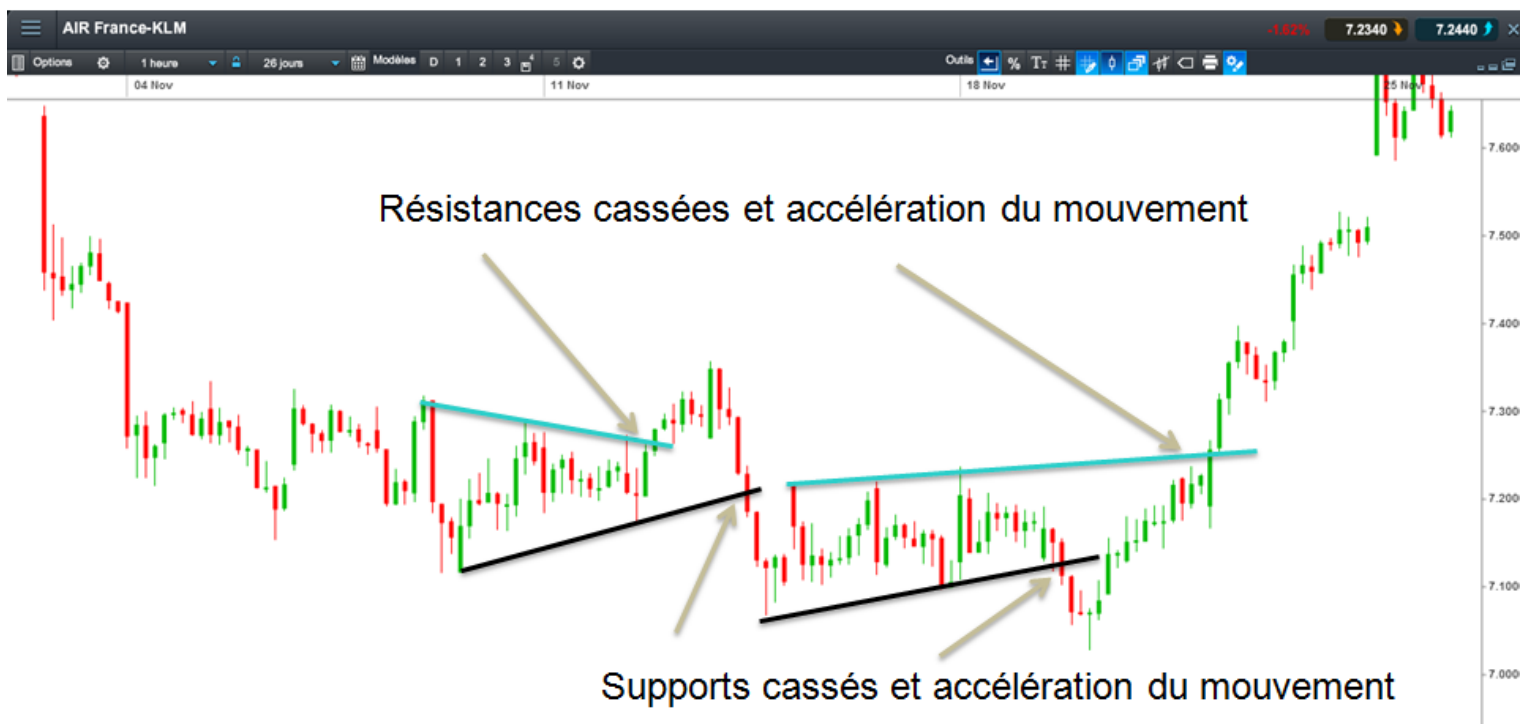 AIR France-KLM
-1.62%
7.2340
7.2440
Options
1 heure
26 jours
Modèles
D 1 2 3 4 5
Outils
%
TT
04 Nov
11 Nov
18 Nov
25 Nov
7.6000
Résistances cassées et accélération du mouvement
7.5000
7.4000
7.3000
7.2000
7.1000
Supports cassés et accélération du mouvement
7.0000